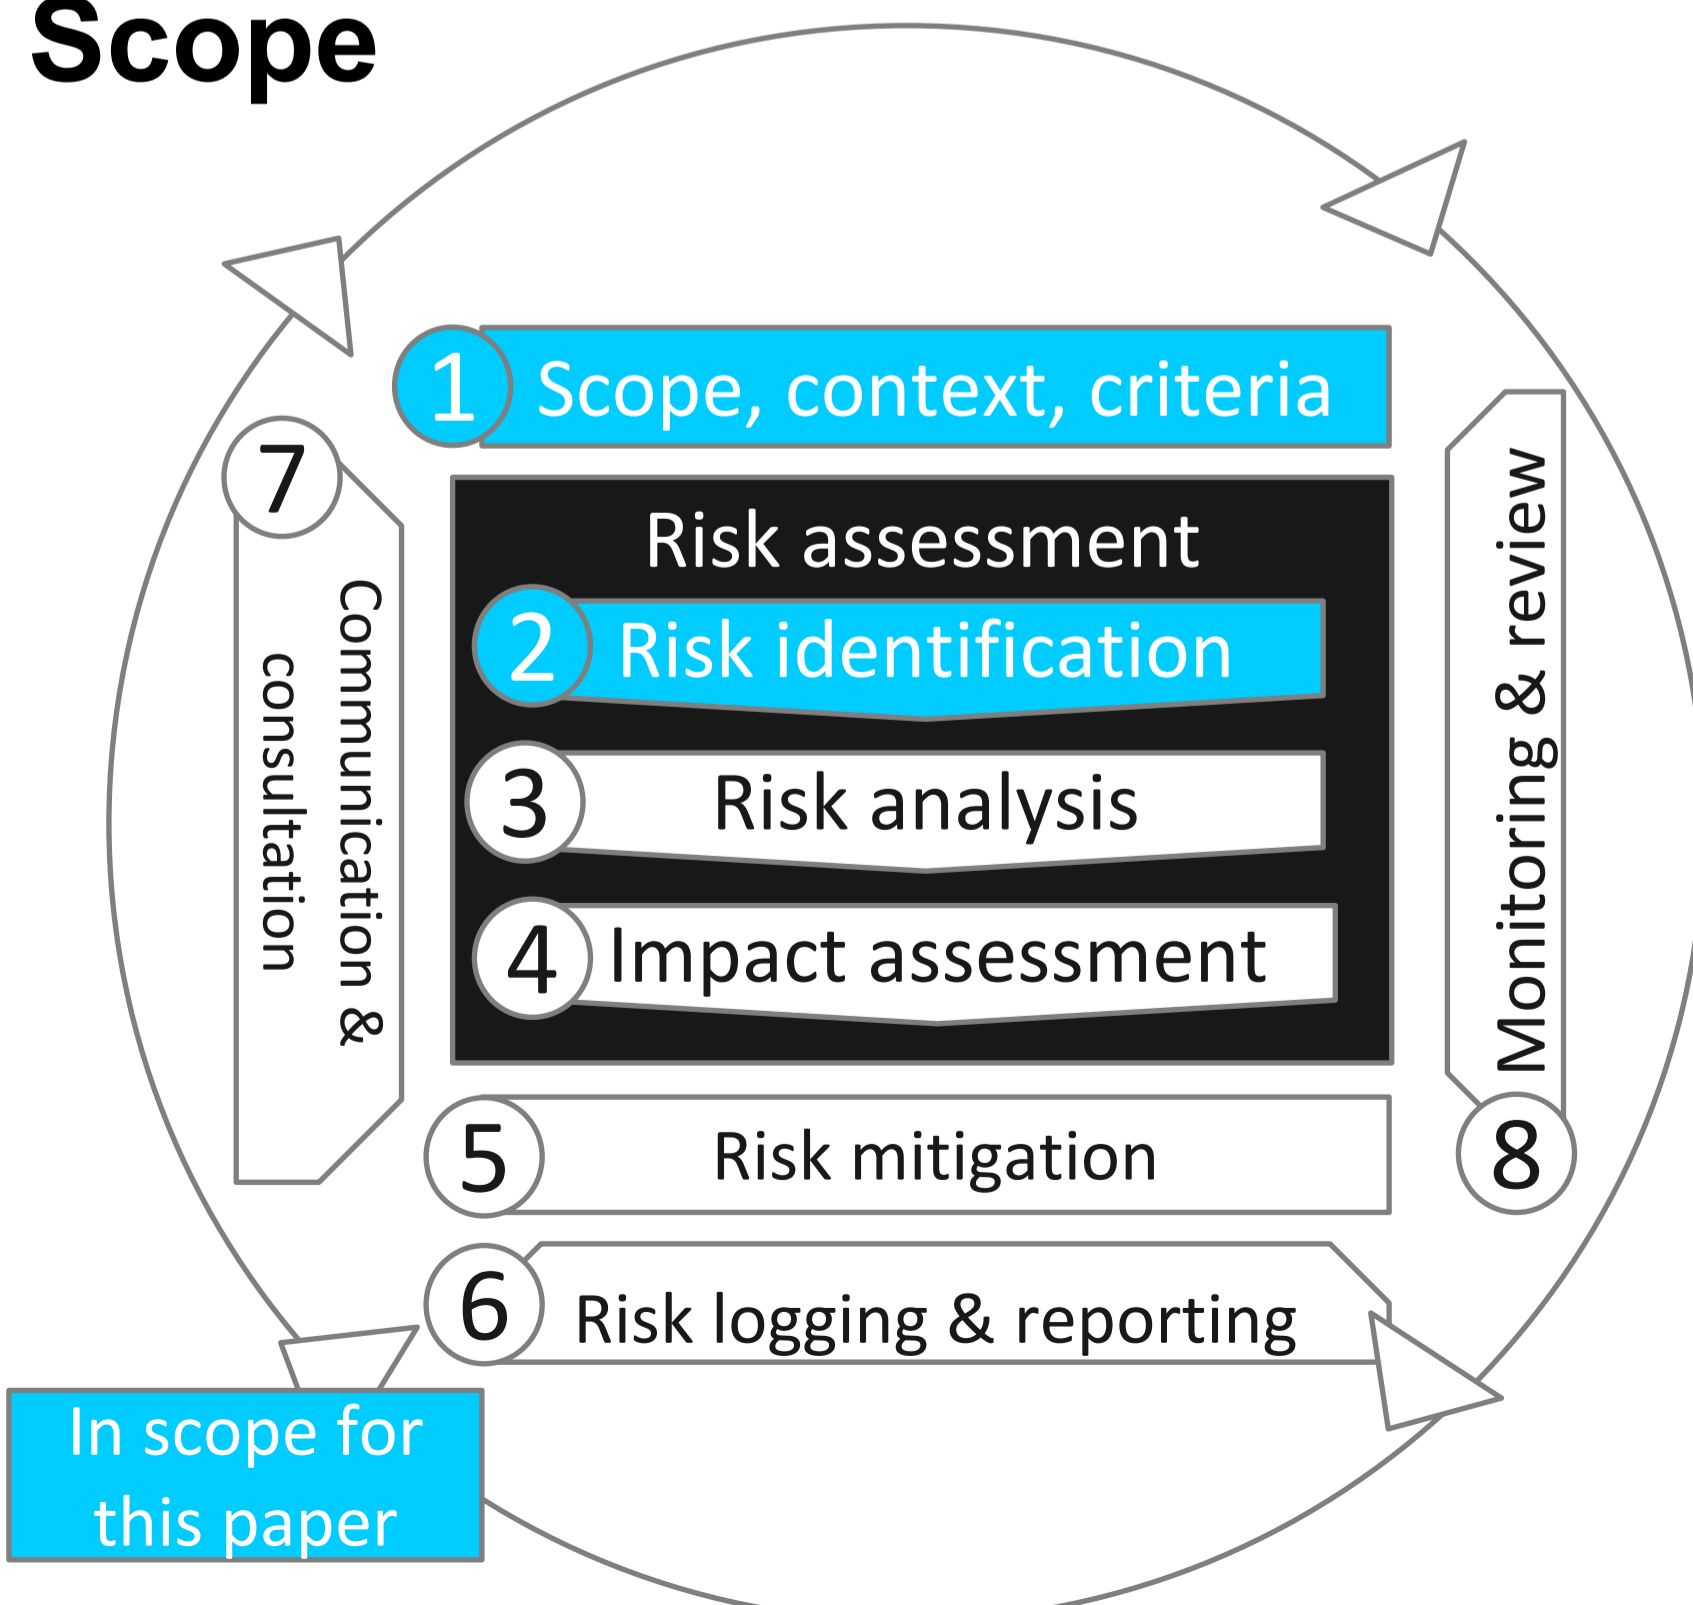 Scope
1 Scope, context, criteria
Risk assessment
2 Risk identification
3 Risk analysis
4 Impact assessment
5 Risk mitigation
6 Risk logging & reporting
7
Communication &
consultation
8 Monitoring & review
In scope for
this paper